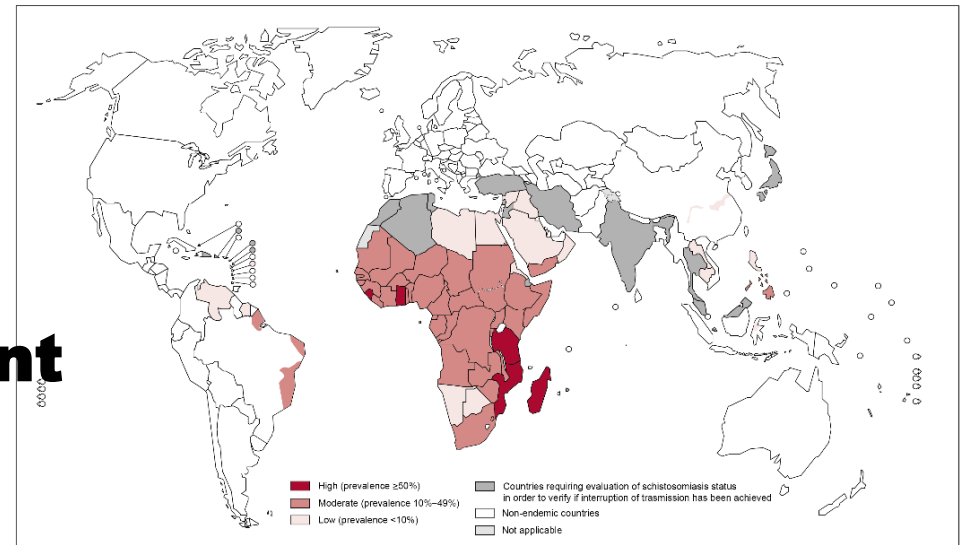 nt
High (prevalence ≥50%)
Moderate (prevalence 10%–49%)
Low (prevalence <10%)
Countries requiring evaluation of schistosomiasis status
in order to verify if interruption of trasmission has been achieved
Non-endemic countries
Not applicable